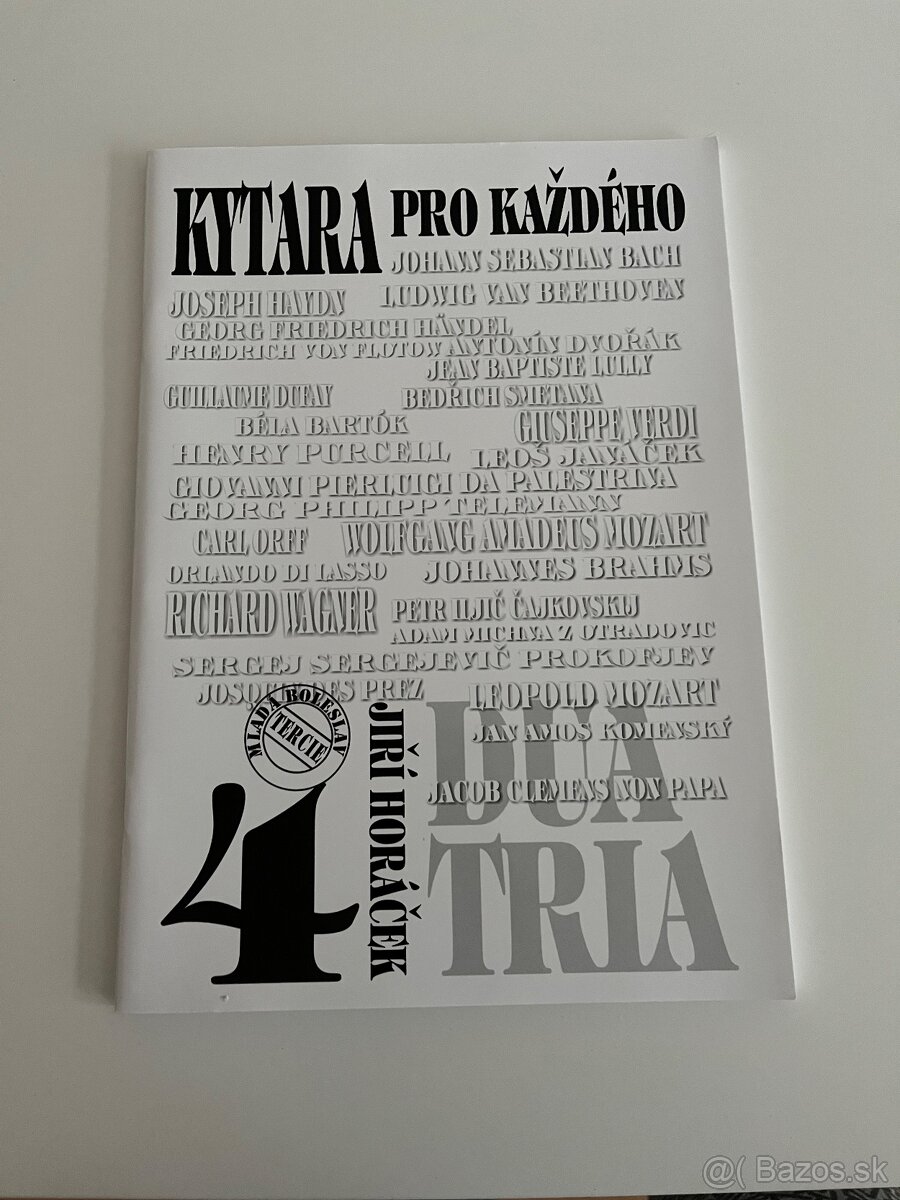 KYTARA PRO KAŽDÉHO
JOHANN SEBASTIAN BACH
JOSEPH HAYDN LUDWIG VAN BEETHOVEN
GEORG FRIEDRICH HÄNDEL
FRIEDRICH VON FLOTOW ANTONÍN DVOŘÁK
JEAN BAPTISTE LULLY
GUILLAUME DUFAY BEDŘICH SMETANA
BÉLA BARTÓK GIUSEPPE VERDI
HENRY PURCELL LEOŠ JANÁČEK
GIOVANNI PIERLUIGI DA PALESTRINA
GEORG PHILIPP TELEMANN
CARL ORFF WOLFGANG AMADEUS MOZART
ORLANDO DI LASSO JOHANNES BRAHMS
RICHARD WAGNER PETR ILJIČ ČAJKOVSKIJ
ADAM MICHNA Z OTRADOVIC
SERGEJ SERGEJEVIČ PROKOFJEV
JOSQUIN DES PREZ LEOPOLD MOZART
JAN AMOS KOMENSKÝ
JACOB CLEMENS NON PAPA
MLADÁ BOLESLAV
TERCIE
4
JIŘÍ HORÁČEK
DUA
TRIA
@( Bazos.sk